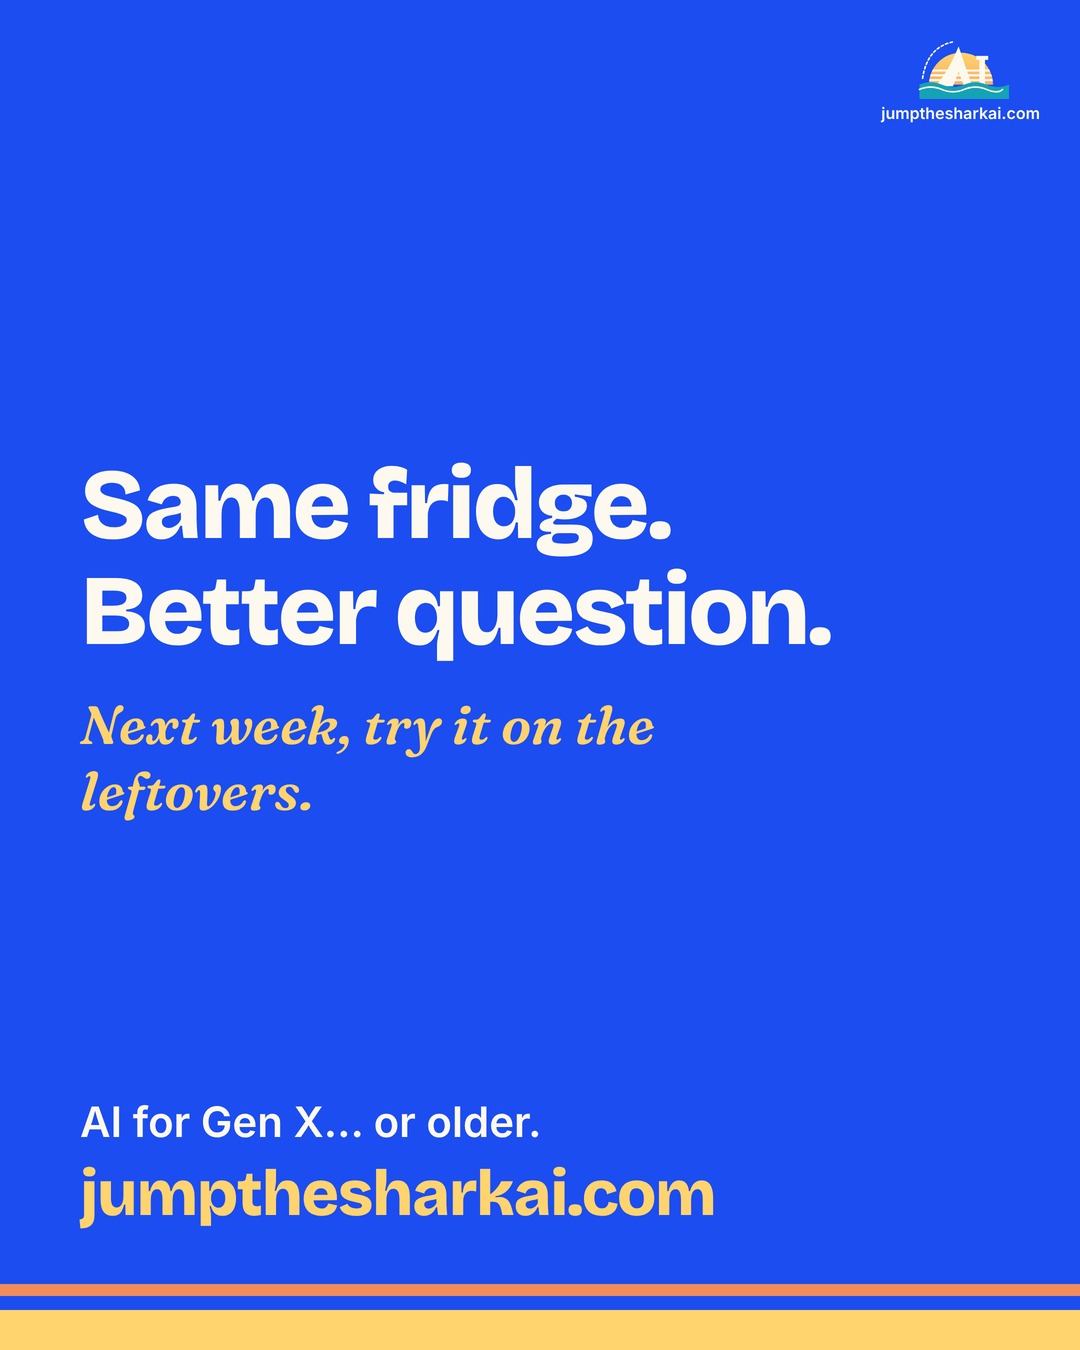 AI
jumpthesharkai.com
Same fridge.
Better question.
Next week, try it on the
leftovers.
AI for Gen X... or older.
jumpthesharkai.com